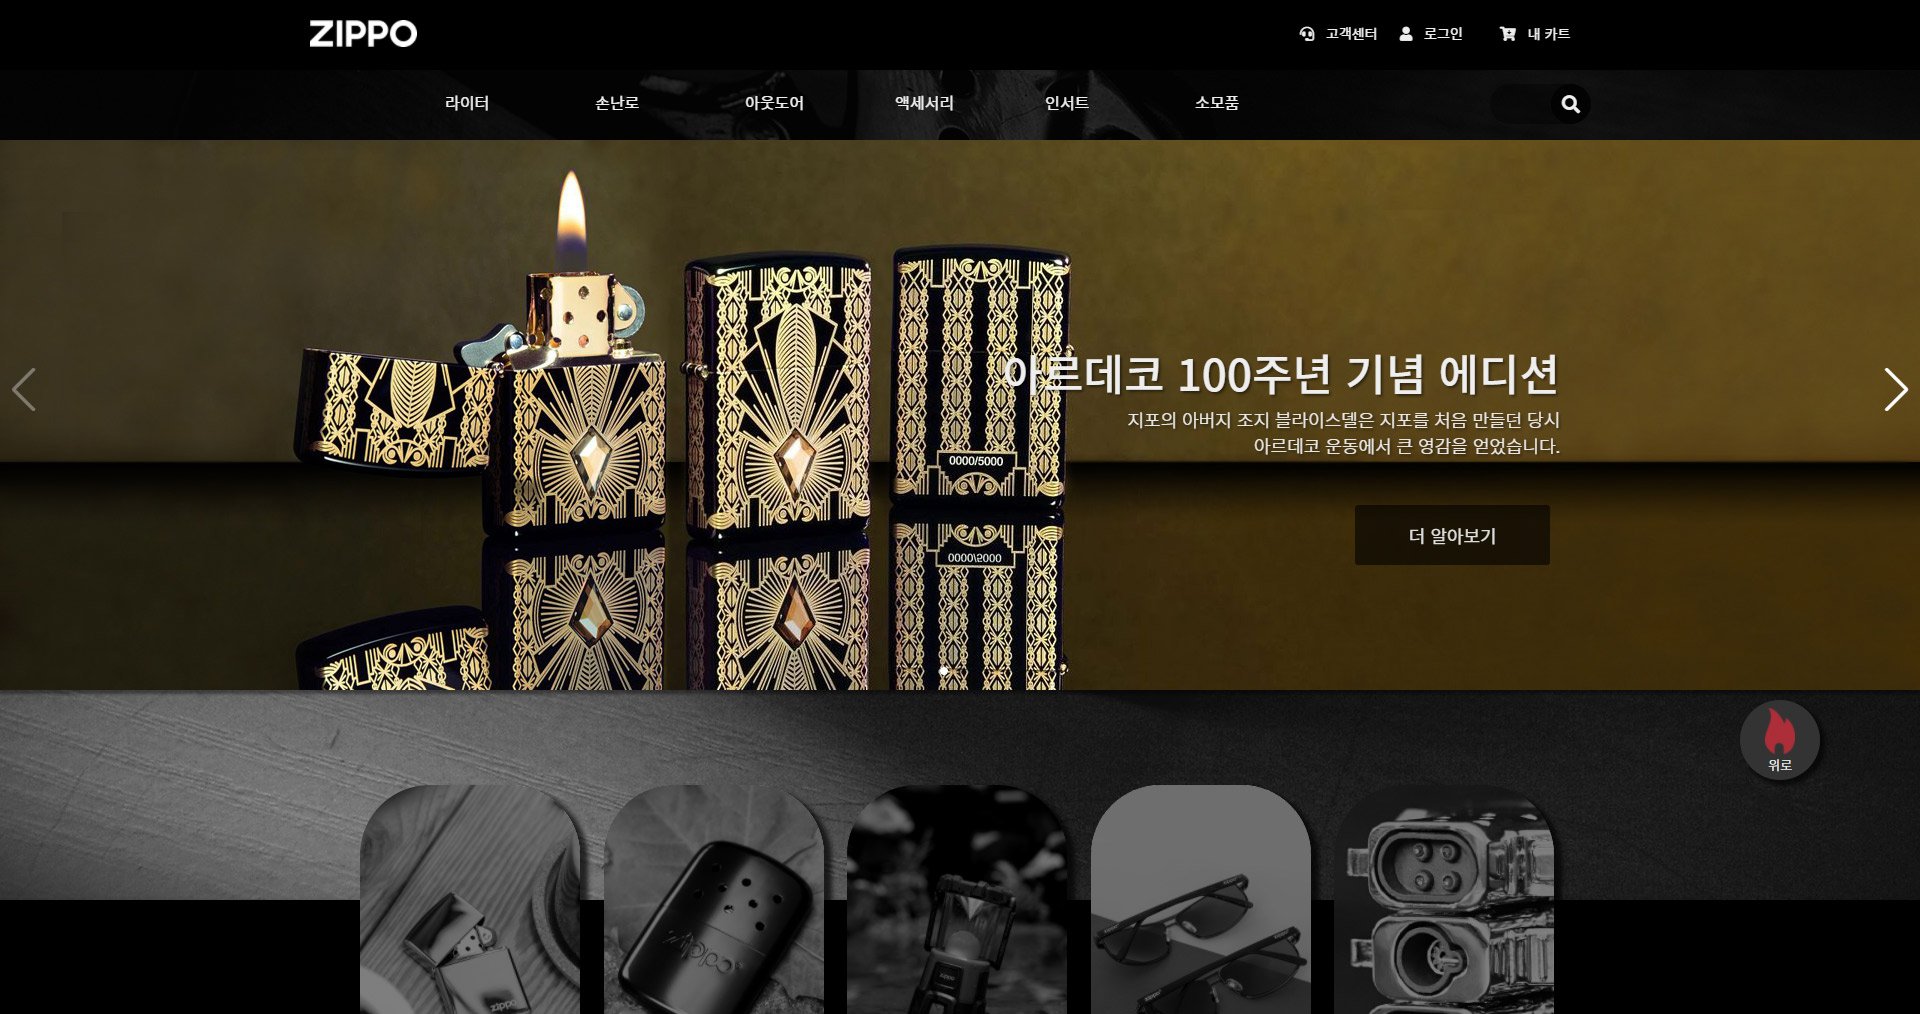 ZIPPO
고객센터 로그인 내 카트
라이터 손난로 아웃도어 액세서리 인서트 소모품
아르데코 100주년 기념 에디션
지포의 아버지 조지 블라이스델은 지포를 처음 만들던 당시
아르데코 운동에서 큰 영감을 얻었습니다.
0000/5000
더 알아보기
위로
zippo
zippo